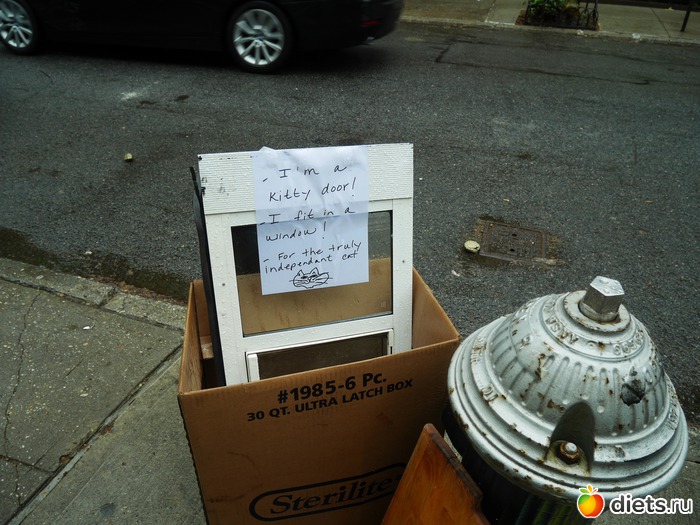 - I'm a
Kitty door!
- I fit in a
window!
- For the truly
independent cat
#1985-6 Pc.
30 QT. ULTRA LATCH BOX
Sterilite
diets.ru